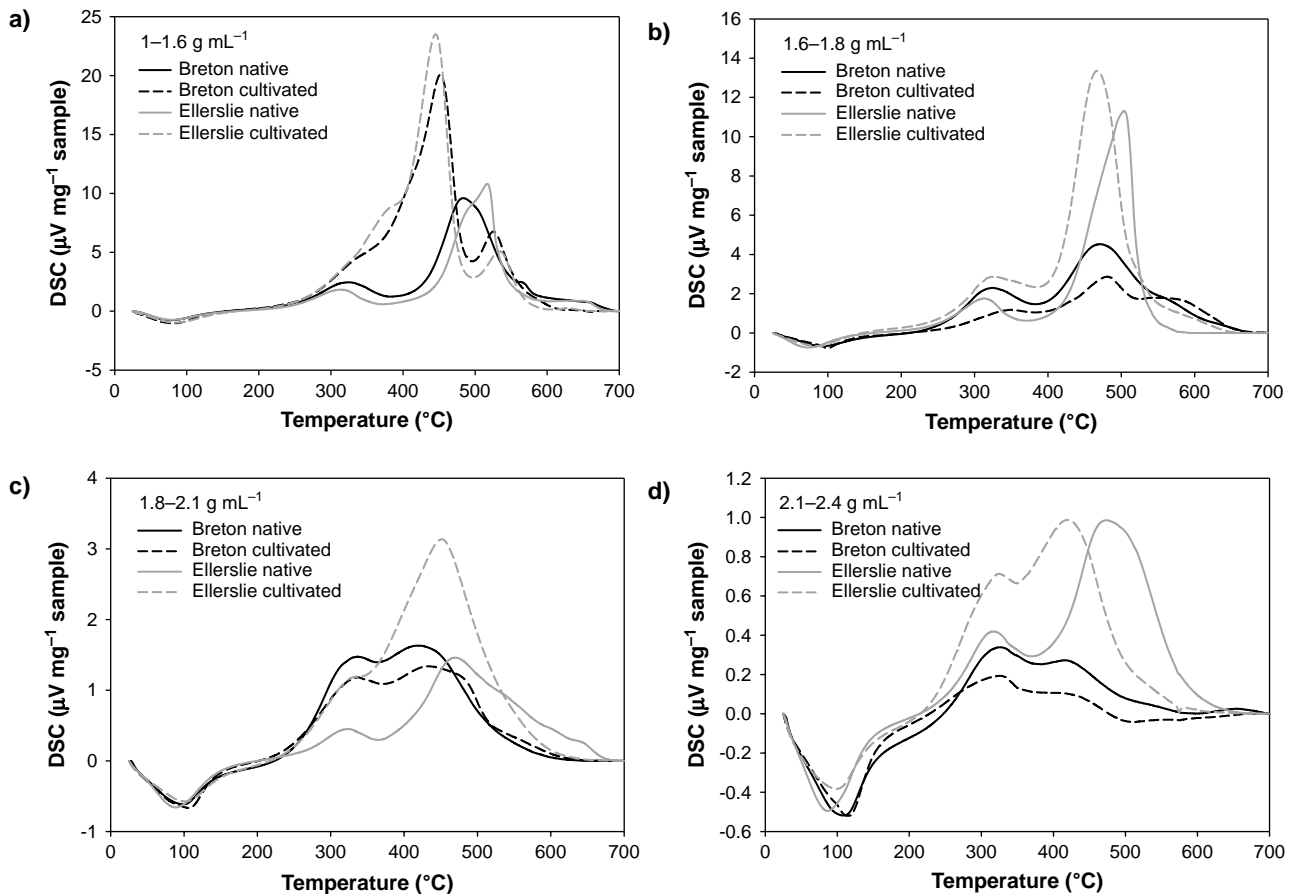 a)
1–1.6 g mL⁻¹
Breton native
Breton cultivated
Ellerslie native
Ellerslie cultivated
DSC (µV mg⁻¹ sample)
25
20
15
10
5
0
-5
0 100 200 300 400 500 600 700
Temperature (°C)
b)
1.6–1.8 g mL⁻¹
Breton native
Breton cultivated
Ellerslie native
Ellerslie cultivated
DSC (µV mg⁻¹ sample)
16
14
12
10
8
6
4
2
0
-2
0 100 200 300 400 500 600 700
Temperature (°C)
c)
1.8–2.1 g mL⁻¹
Breton native
Breton cultivated
Ellerslie native
Ellerslie cultivated
DSC (µV mg⁻¹ sample)
4
3
2
1
0
-1
0 100 200 300 400 500 600 700
Temperature (°C)
d)
2.1–2.4 g mL⁻¹
Breton native
Breton cultivated
Ellerslie native
Ellerslie cultivated
DSC (µV mg⁻¹ sample)
1.2
1.0
0.8
0.6
0.4
0.2
0.0
-0.2
-0.4
-0.6
0 100 200 300 400 500 600 700
Temperature (°C)